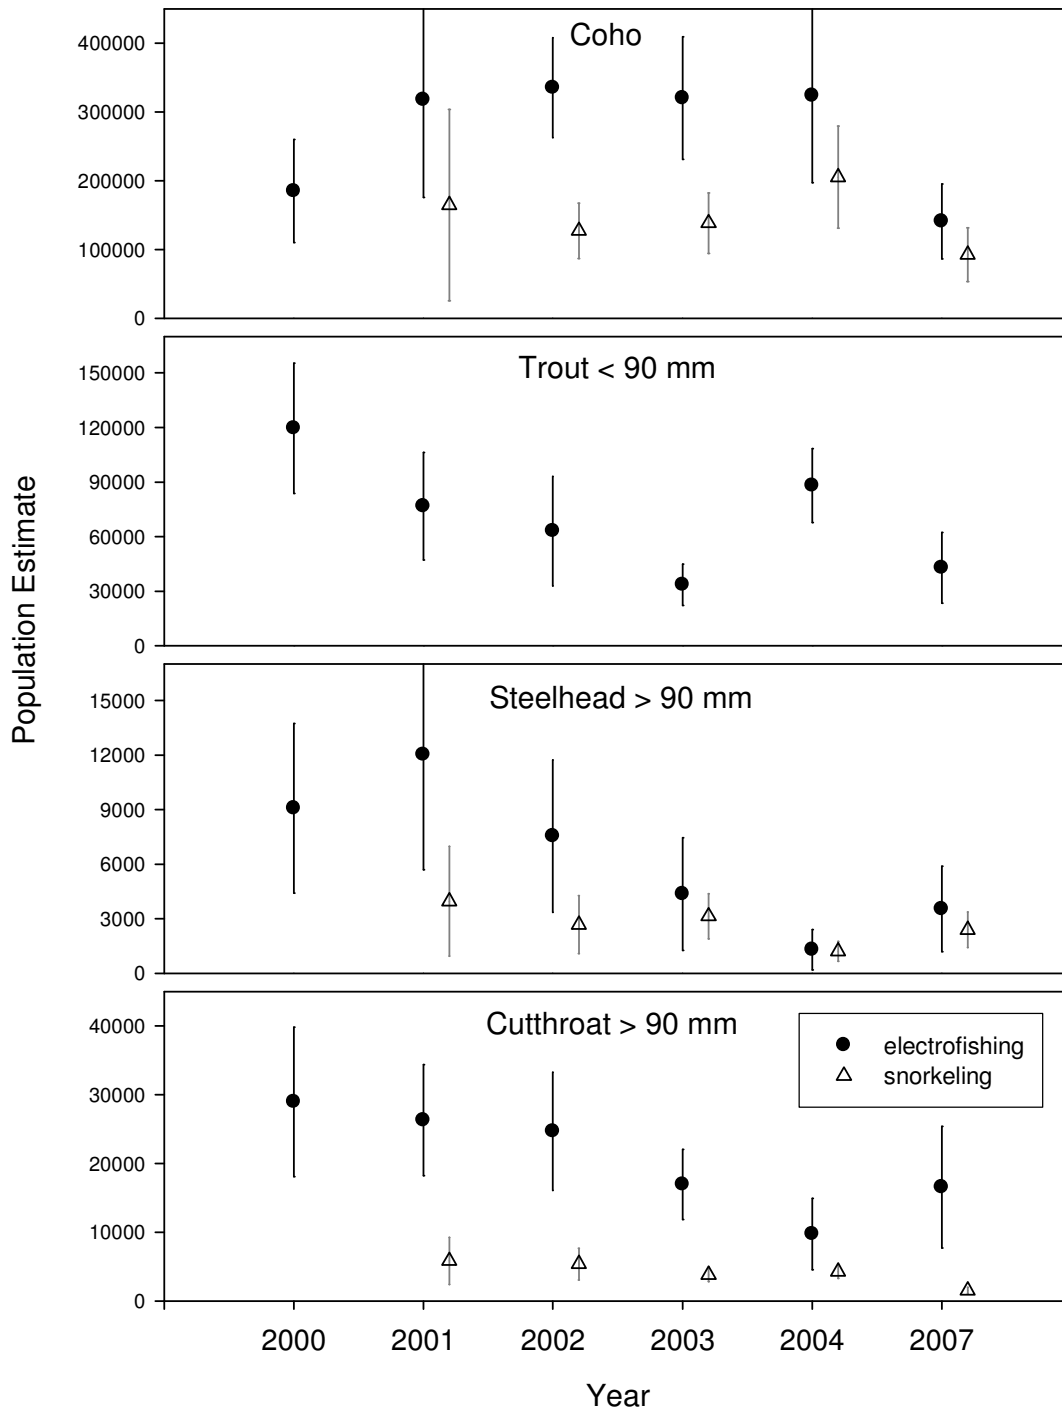 Coho
400000
300000
200000
100000
0
Trout < 90 mm
150000
120000
90000
60000
30000
0
Population Estimate
Steelhead > 90 mm
15000
12000
9000
6000
3000
0
Cutthroat > 90 mm
electrofishing
snorkeling
40000
30000
20000
10000
0
2000 2001 2002 2003 2004 2007
Year